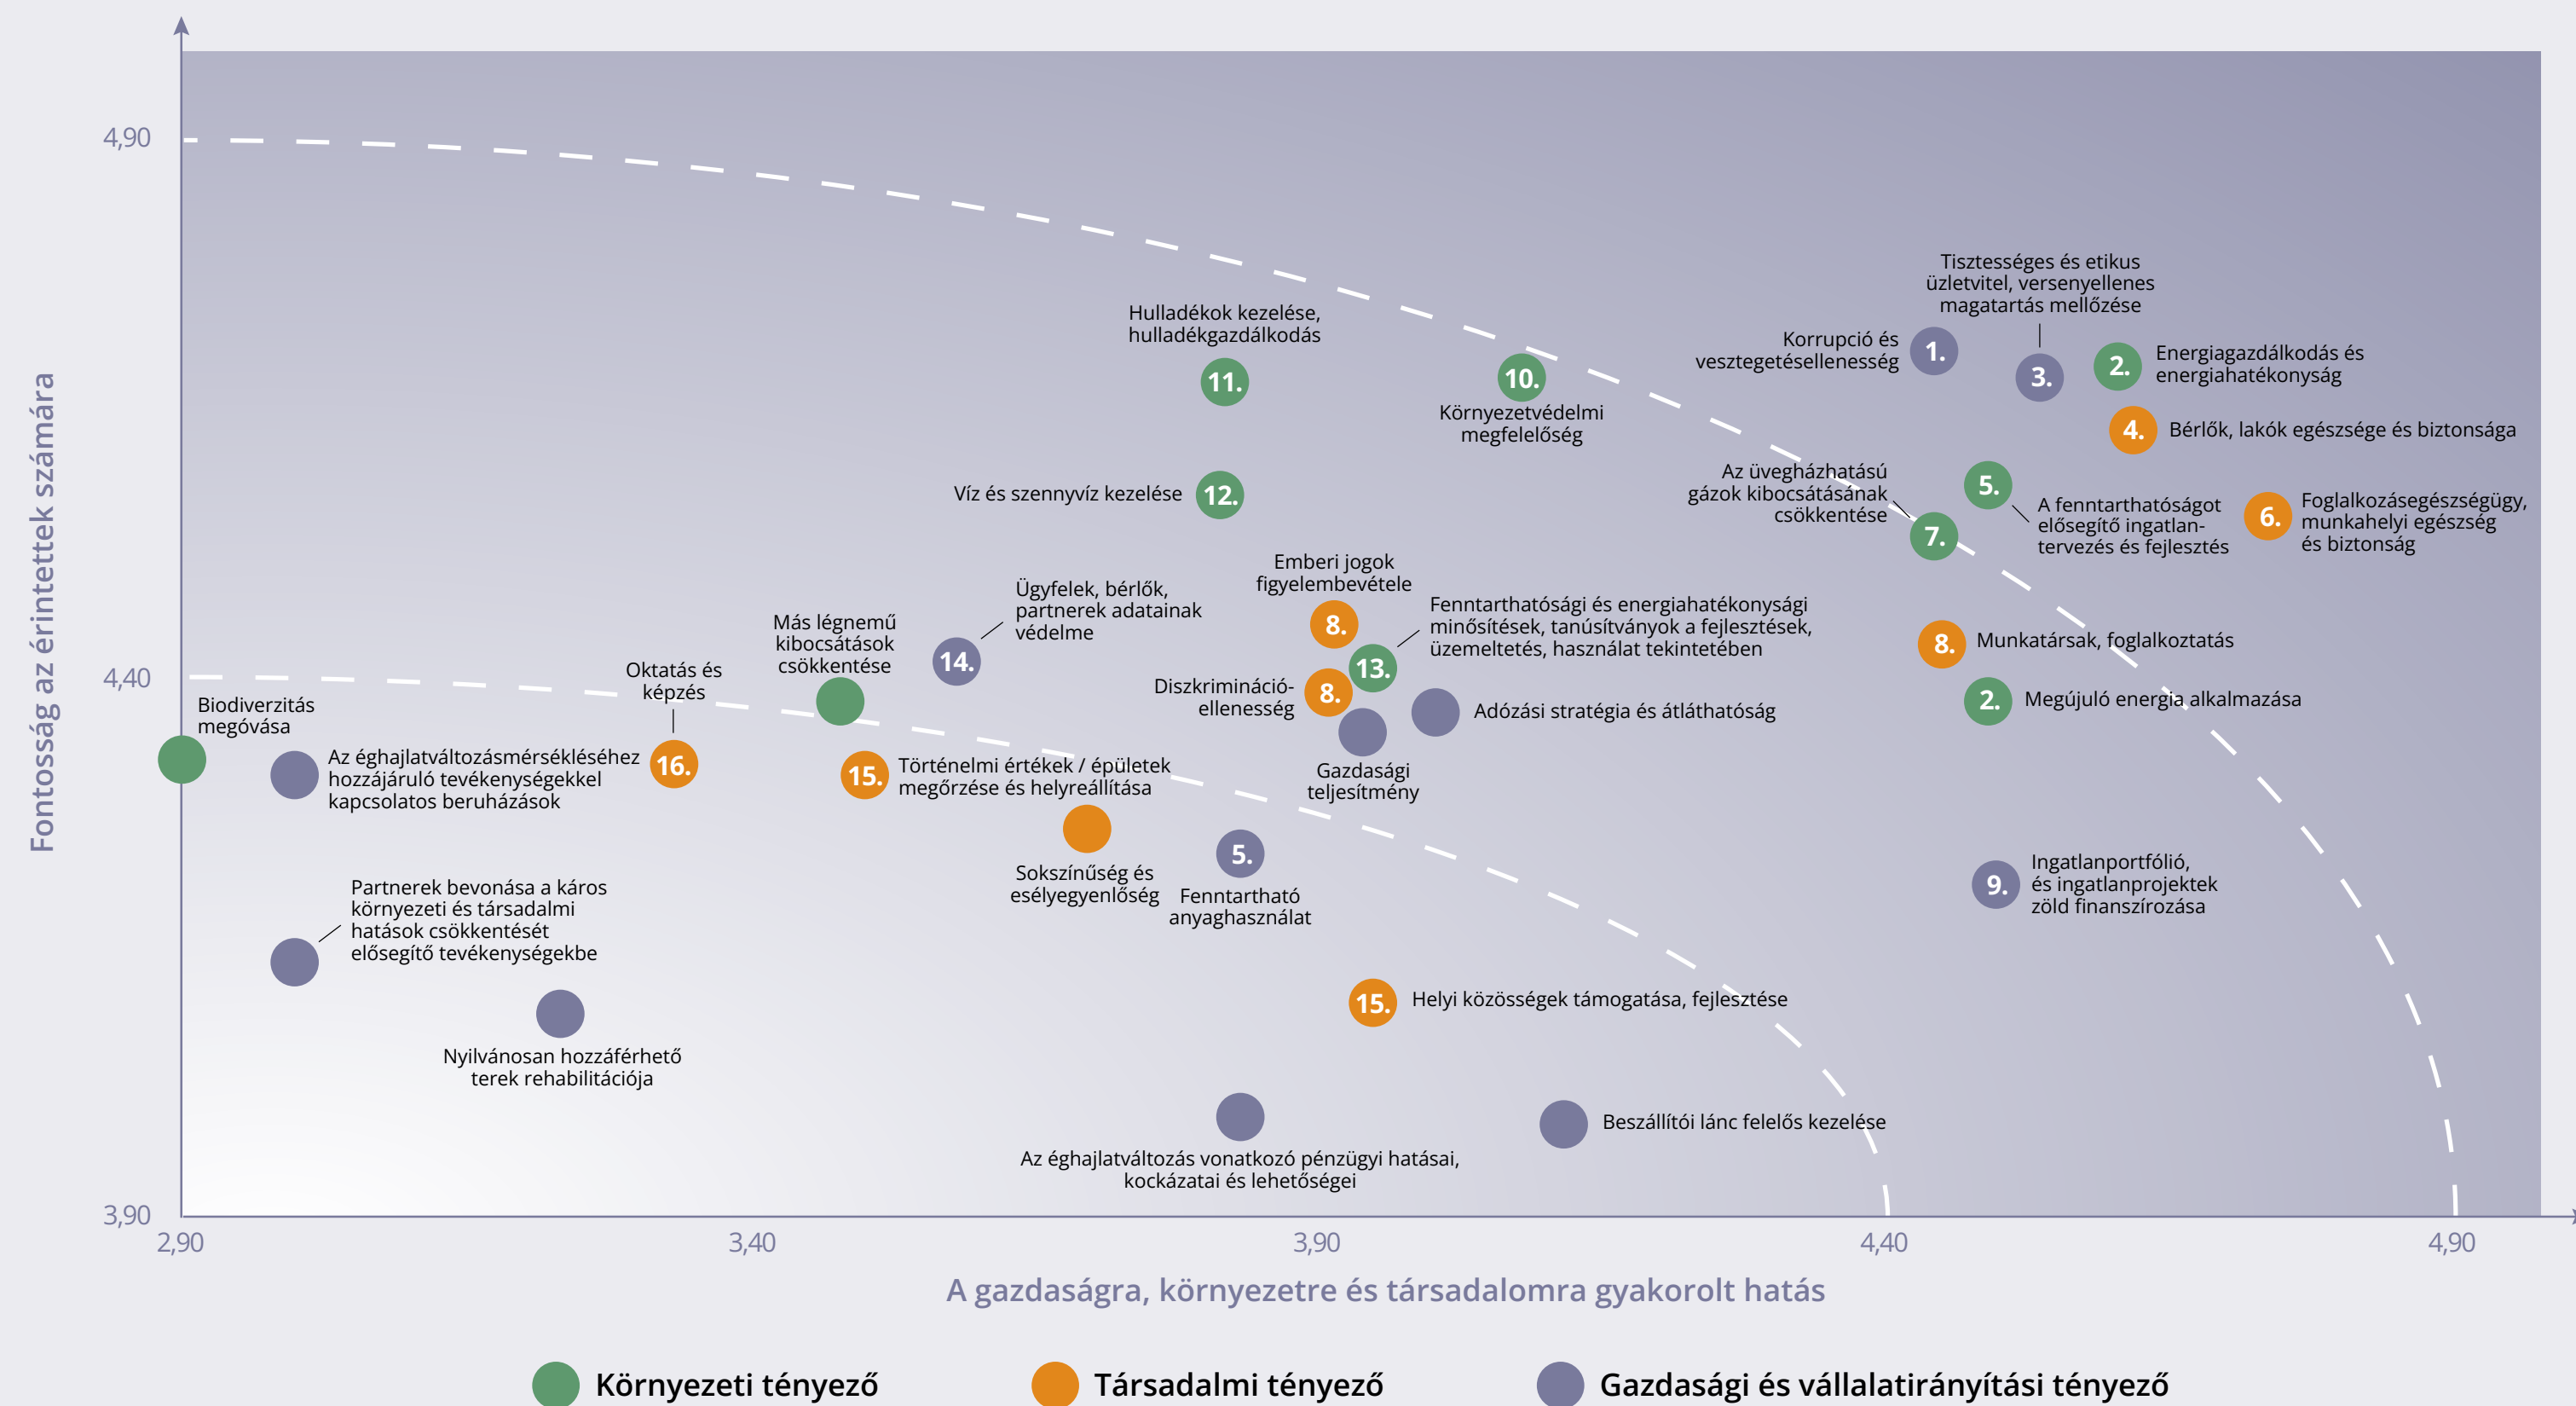 Fontosság az érintettek számára
4,90
4,40
3,90
2,90
3,40
3,90
4,40
4,90
A gazdaságra, környezetre és társadalomra gyakorolt hatás
Tisztességes és etikus
üzletvitel, versenyellenes
magatartás mellőzése
3.
Korrupció és
vesztegetésellenesség
1.
2.
Energiagazdálkodás és
energiahatékonyság
Hulladékok kezelése,
hulladékgazdálkodás
11.
10.
Környezetvédelmi
megfelelőség
4.
Bérlők, lakók egészsége és biztonsága
Víz és szennyvíz kezelése
12.
Az üvegházhatású
gázok kibocsátásának
csökkentése
7.
5.
A fenntarthatóságot
elősegítő ingatlan-
tervezés és fejlesztés
6.
Foglalkozásegészségügy,
munkahelyi egészség
és biztonság
Emberi jogok
figyelembevétele
8.
Ügyfelek, bérlők,
partnerek adatainak
védelme
14.
Fenntarthatósági és energiahatékonysági
minősítések, tanúsítványok a fejlesztések,
üzemeltetés, használat tekintetében
13.
Más légnemű
kibocsátások
csökkentése
8.
Munkatársak, foglalkoztatás
Oktatás és
képzés
16.
Diszkrimináció-
ellenesség
8.
2.
Megújuló energia alkalmazása
Biodiverzitás
megóvása
Adózási stratégia és átláthatóság
Az éghajlatváltozásmérsékléséhez
hozzájáruló tevékenységekkel
kapcsolatos beruházások
15.
Történelmi értékek / épületek
megőrzése és helyreállítása
Gazdasági
teljesítmény
Sokszínűség és
esélyegyenlőség
5.
Fenntartható
anyaghasználat
9.
Ingatlanportfólió,
és ingatlanprojektek
zöld finanszírozása
Partnerek bevonása a káros
környezeti és társadalmi
hatások csökkentését
elősegítő tevékenységekbe
15.
Helyi közösségek támogatása, fejlesztése
Nyilvánosan hozzáférhető
terek rehabilitációja
Beszállítói lánc felelős kezelése
Az éghajlatváltozás vonatkozó pénzügyi hatásai,
kockázatai és lehetőségei
Környezeti tényező
Társadalmi tényező
Gazdasági és vállalatirányítási tényező